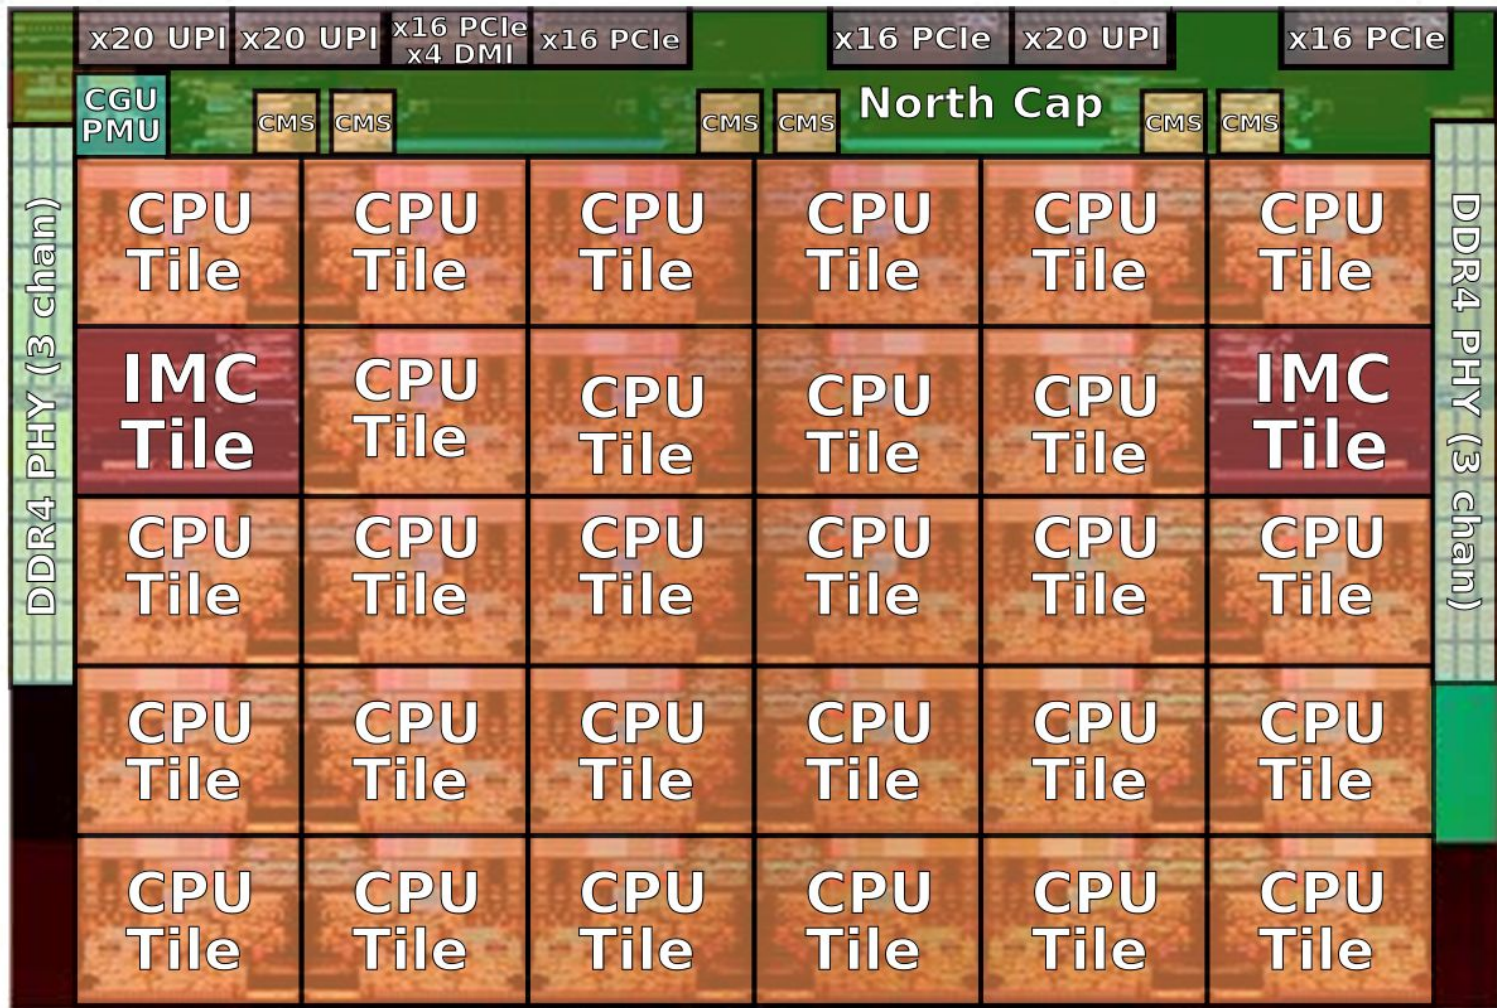 x20 UPI
x20 UPI
x16 PCIe
x4 DMI
x16 PCIe
x16 PCIe
x20 UPI
x16 PCIe
CGU
PMU
CMS
CMS
CMS
CMS
North Cap
CMS
CMS
DDR4 PHY (3 chan)
CPU
Tile
CPU
Tile
CPU
Tile
CPU
Tile
CPU
Tile
CPU
Tile
DDR4 PHY (3 chan)
IMC
Tile
CPU
Tile
CPU
Tile
CPU
Tile
CPU
Tile
IMC
Tile
CPU
Tile
CPU
Tile
CPU
Tile
CPU
Tile
CPU
Tile
CPU
Tile
CPU
Tile
CPU
Tile
CPU
Tile
CPU
Tile
CPU
Tile
CPU
Tile
CPU
Tile
CPU
Tile
CPU
Tile
CPU
Tile
CPU
Tile
CPU
Tile